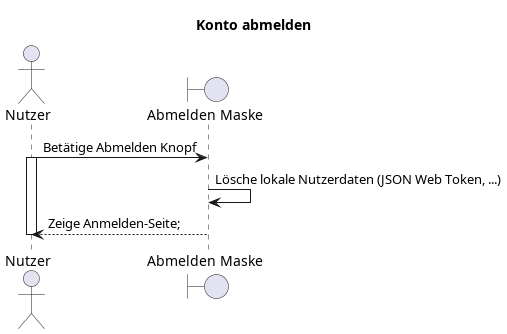 Konto abmelden
Nutzer
Abmelden Maske
Betätige Abmelden Knopf
Lösche lokale Nutzerdaten (JSON Web Token, ...)
Zeige Anmelden-Seite;
Nutzer
Abmelden Maske